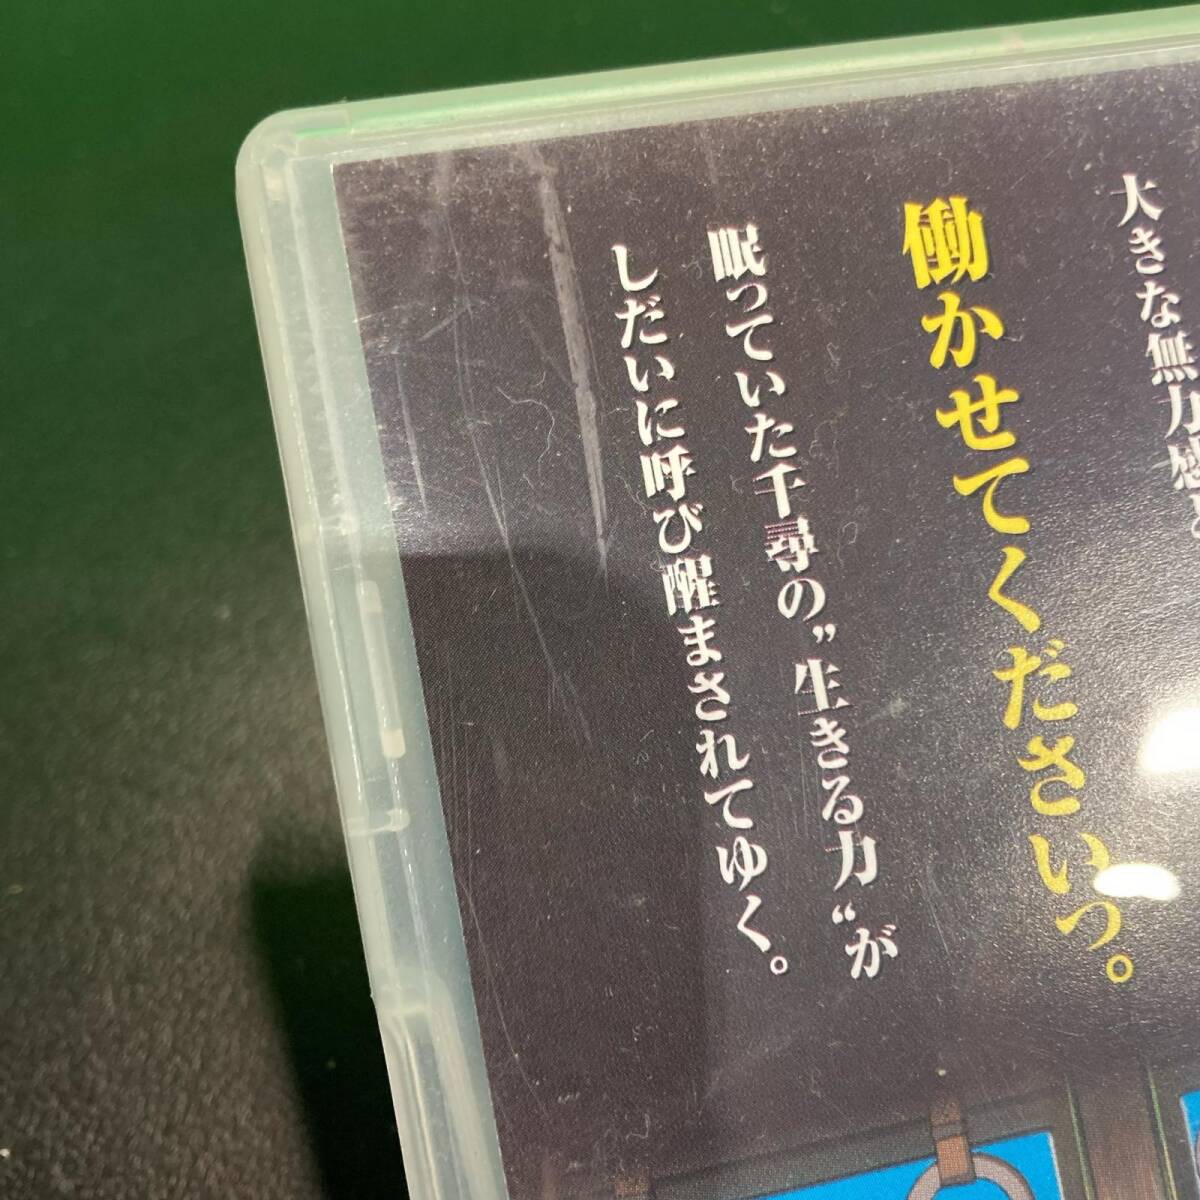 大きな無力感
働かせてくださいっ。
眠っていた千尋の”生きる力“が
しだいに呼び醒まされてゆく。